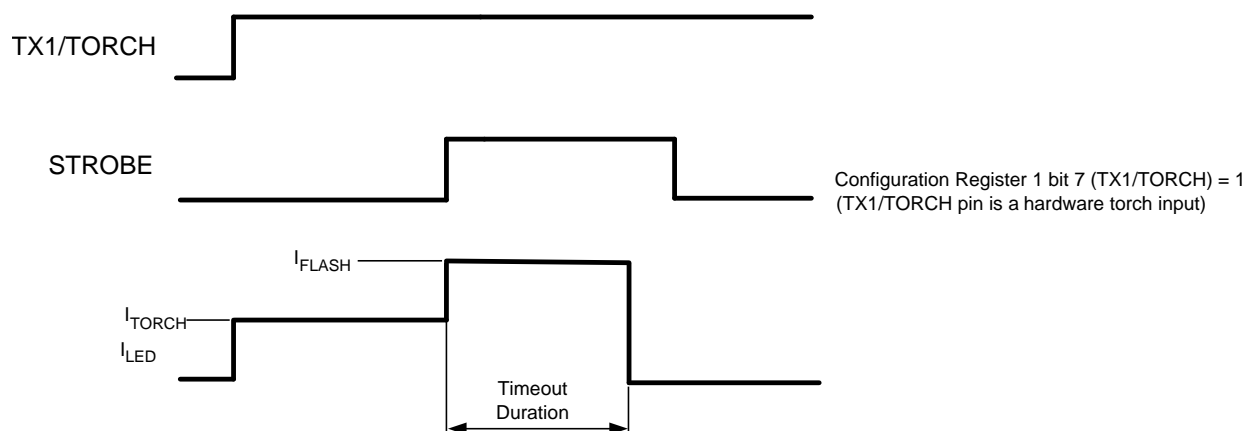 TX1/TORCH
STROBE
Configuration Register 1 bit 7 (TX1/TORCH) = 1
(TX1/TORCH pin is a hardware torch input)
IFLASH
ITORCH
ILED
Timeout
Duration